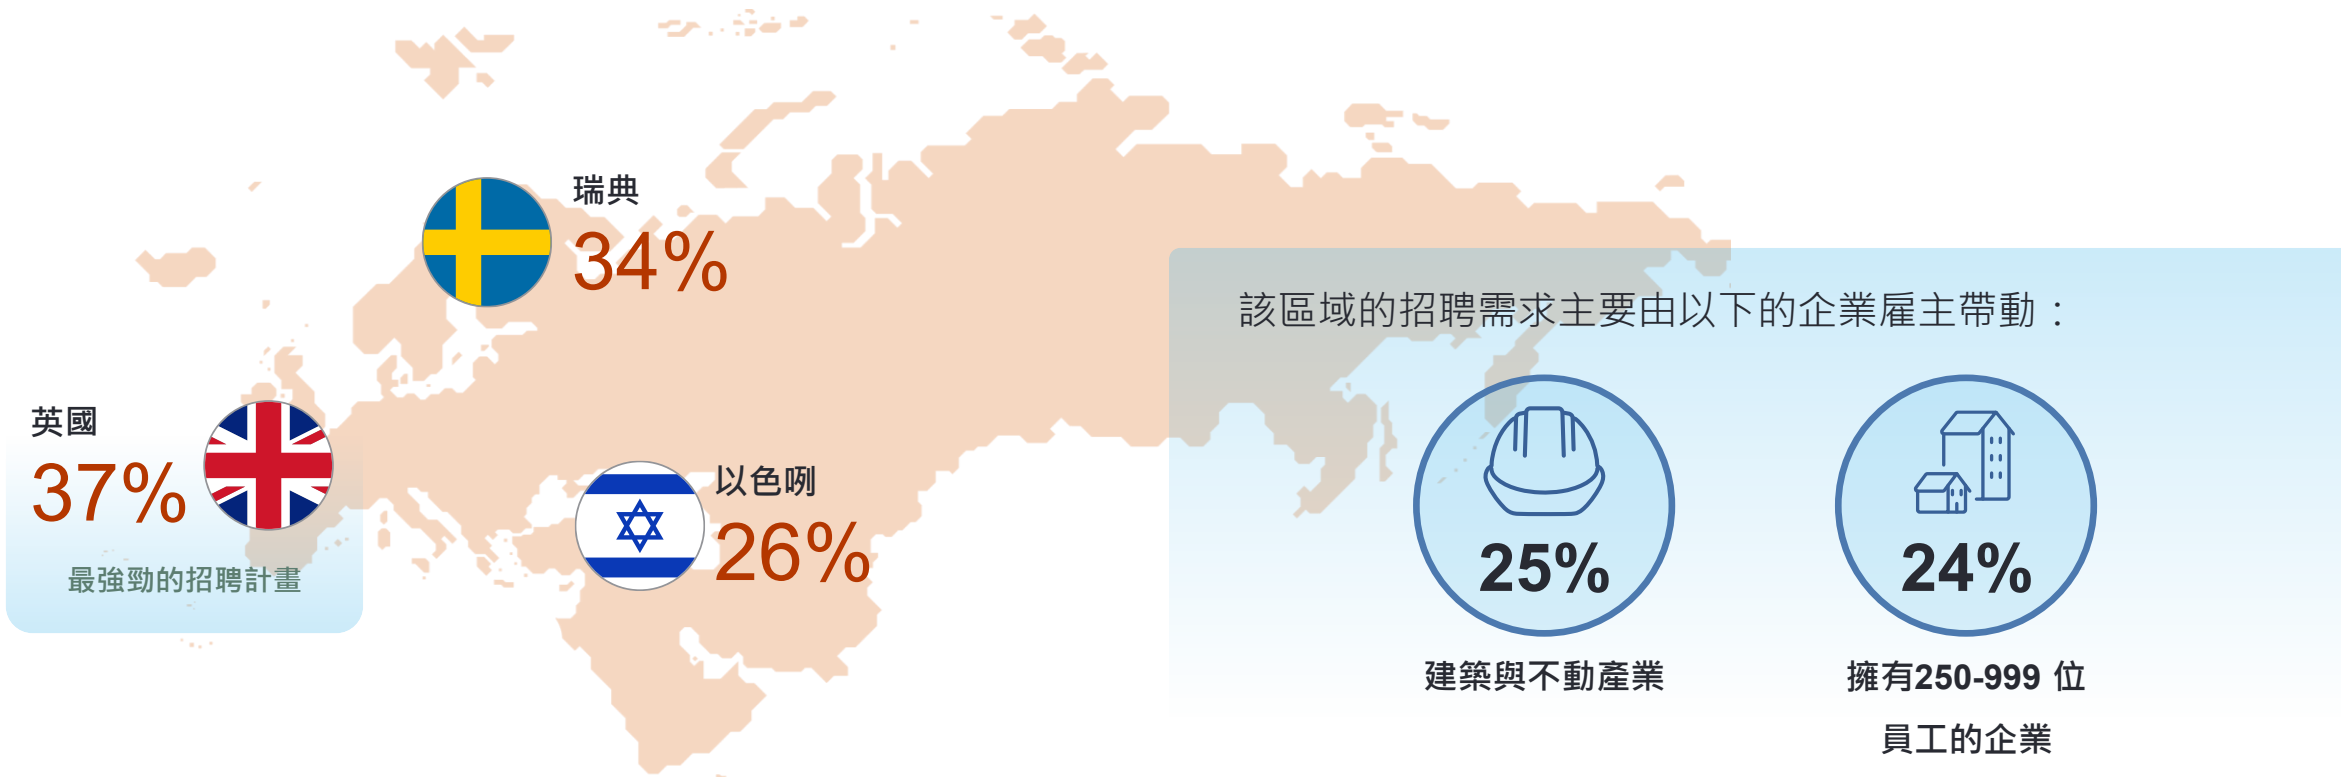 瑞典
34%
英國
37%
最強勁的招聘計畫
以色咧
26%
該區域的招聘需求主要由以下的企業雇主帶動：
25%
建築與不動產業
24%
擁有250-999 位
員工的企業